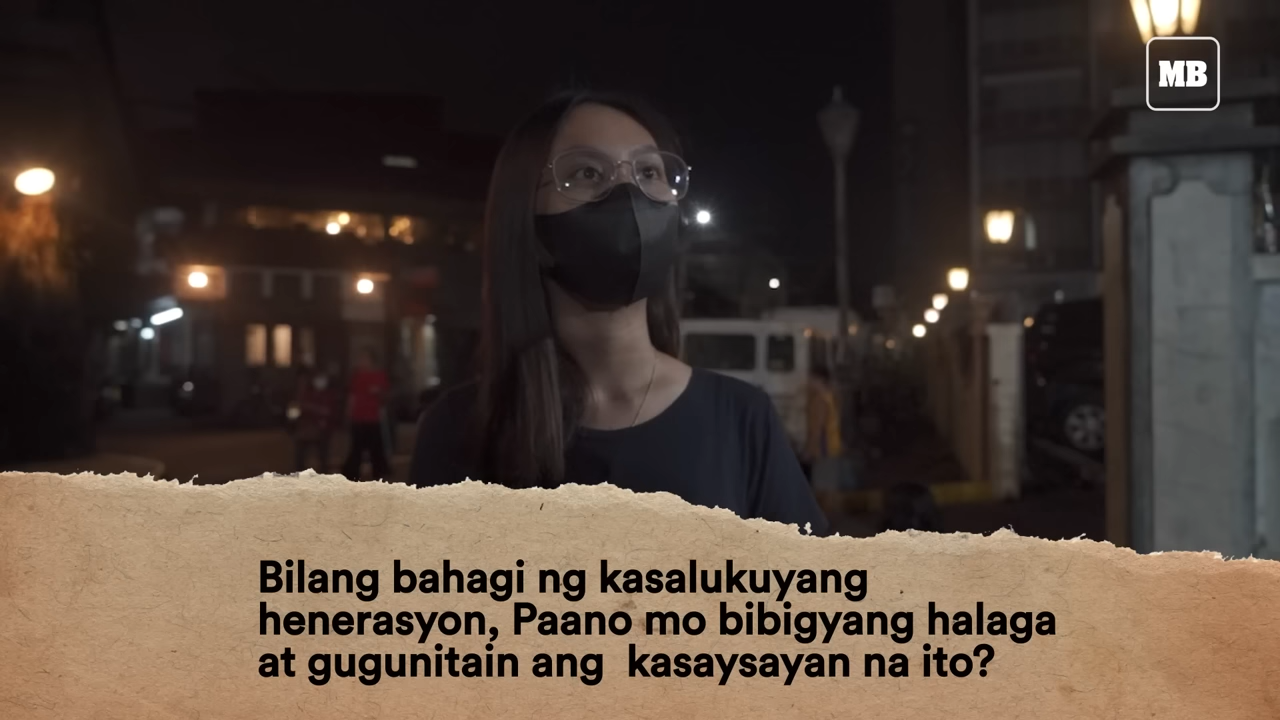 MB
Bilang bahagi ng kasalukuyang
henerasyon, Paano mo bibigyang halaga
at gugunitain ang kasaysayan na ito?